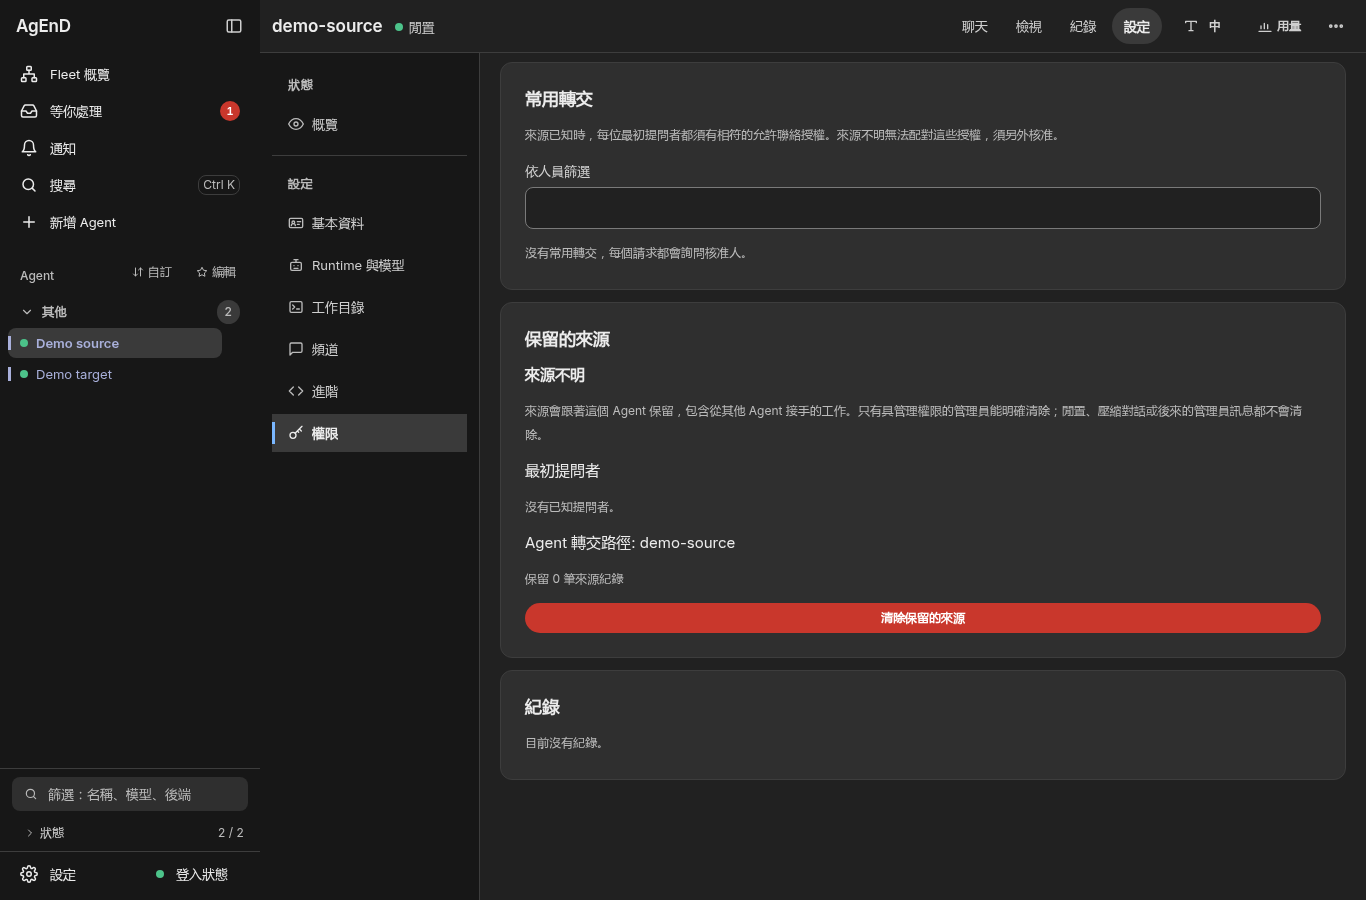 AgEnD
Fleet 概覽
等你處理
1
通知
搜尋
Ctrl K
新增 Agent
Agent
自訂
編輯
其他
2
Demo source
Demo target
篩選：名稱、模型、後端
狀態
2 / 2
設定
登入狀態
demo-source
閒置
聊天
檢視
紀錄
設定
中
用量
狀態
概覽
設定
基本資料
Runtime 與模型
工作目錄
頻道
進階
權限
常用轉交
來源已知時，每位最初提問者都須有相符的允許聯絡授權。來源不明無法配對這些授權，須另外核准。
依人員篩選
沒有常用轉交，每個請求都會詢問核准人。
保留的來源
來源不明
來源會跟著這個 Agent 保留，包含從其他 Agent 接手的工作。只有具管理權限的管理員能明確清除；閒置、壓縮對話或後來的管理員訊息都不會清
除。
最初提問者
沒有已知提問者。
Agent 轉交路徑: demo-source
保留 0 筆來源紀錄
清除保留的來源
紀錄
目前沒有紀錄。